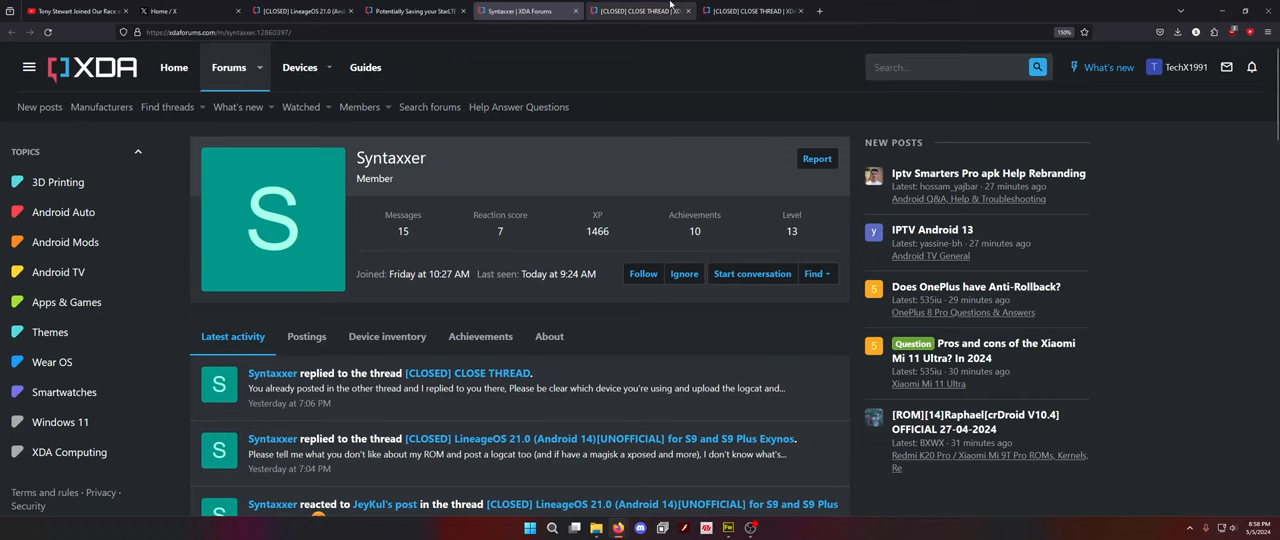 Tony Stewart Joined Our Race a
Home / X
[CLOSED] LineageOS 21.0 (Andro
Potentially Saving your Start.TI
Syntaxxer | XDA Forums
[CLOSED] CLOSE THREAD | XD
[CLOSED] CLOSE THREAD | XD
https://xdaforums.com/m/syntaxxer.12860397/
150%
XDA
Home
Forums
Devices
Guides
Search...
What's new
T
TechX1991
New posts
Manufacturers
Find threads
What's new
Watched
Members
Search forums
Help Answer Questions
TOPICS
3D Printing
Android Auto
Android Mods
Android TV
Apps & Games
Themes
Wear OS
Smartwatches
Windows 11
XDA Computing
Terms and rules · Privacy ·
Security
S
Syntaxxer
Member
Report
Messages
15
Reaction score
7
XP
1466
Achievements
10
Level
13
Joined: Friday at 10:27 AM Last seen: Today at 9:24 AM
Follow
Ignore
Start conversation
Find
Latest activity
Postings
Device inventory
Achievements
About
S
Syntaxxer replied to the thread [CLOSED] CLOSE THREAD.
You already posted in the other thread and I replied to you there, Please be clear which device you're using and upload the logcat and...
Yesterday at 7:06 PM
S
Syntaxxer replied to the thread [CLOSED] LineageOS 21.0 (Android 14)[UNOFFICIAL] for S9 and S9 Plus Exynos.
Please tell me what you don't like about my ROM and post a logcat too (and if have a magisk a xposed and more), I don't know what's...
Yesterday at 7:04 PM
S
Syntaxxer reacted to JeyKul's post in the thread [CLOSED] LineageOS 21.0 (Android 14)[UNOFFICIAL] for S9 and S9 Plus
NEW POSTS
Iptv Smarters Pro apk Help Rebranding
Latest: hossam_yajbar · 27 minutes ago
Android Q&A, Help & Troubleshooting
y
IPTV Android 13
Latest: yassine-bh · 27 minutes ago
Android TV General
5
Does OnePlus have Anti-Rollback?
Latest: 535iu · 29 minutes ago
OnePlus 8 Pro Questions & Answers
5
Question Pros and cons of the Xiaomi
Mi 11 Ultra? In 2024
Latest: 535iu · 30 minutes ago
Xiaomi Mi 11 Ultra
[ROM][14]Raphael[crDroid V10.4]
OFFICIAL 27-04-2024
Latest: BXWX · 31 minutes ago
Redmi K20 Pro / Xiaomi Mi 9T Pro ROMs, Kernels,
Re
8:58 PM
5/5/2024